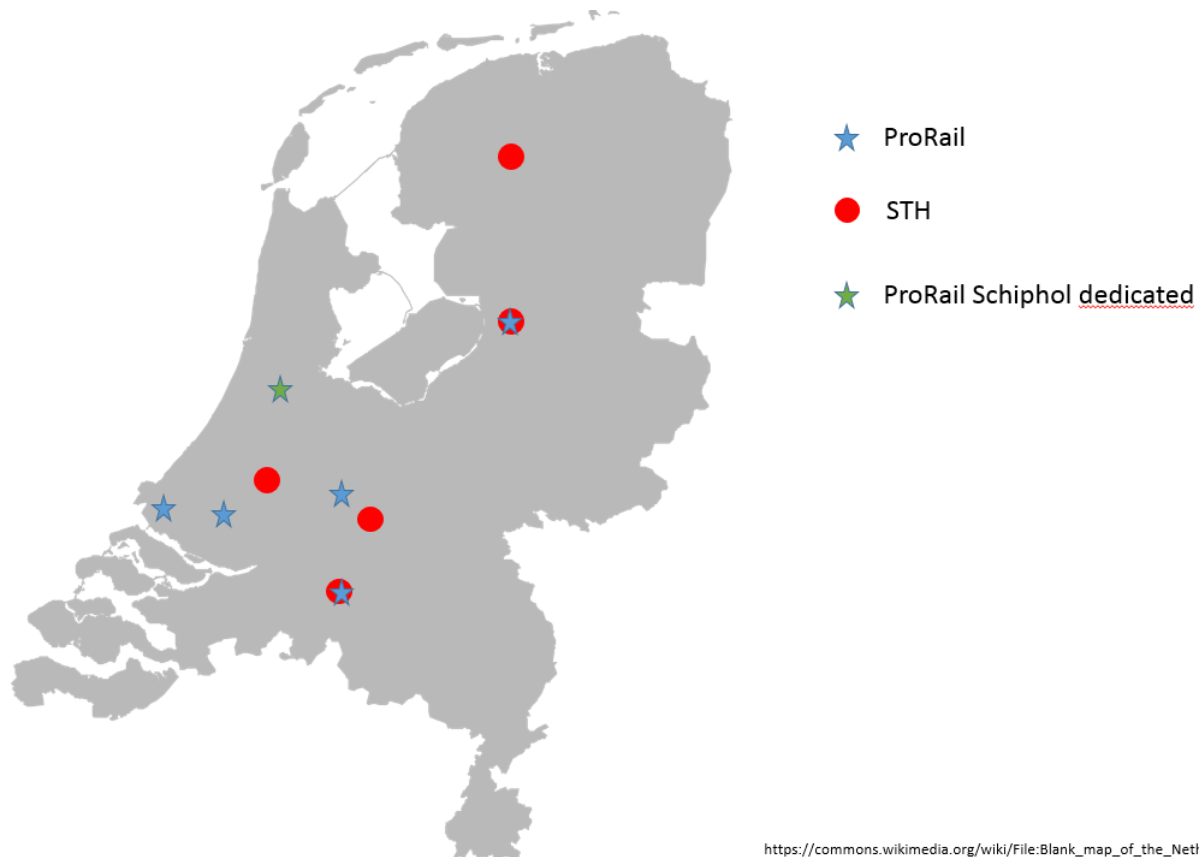 ProRail
STH
ProRail Schiphol dedicated
https://commons.wikimedia.org/wiki/File:Blank_map_of_the_Neth